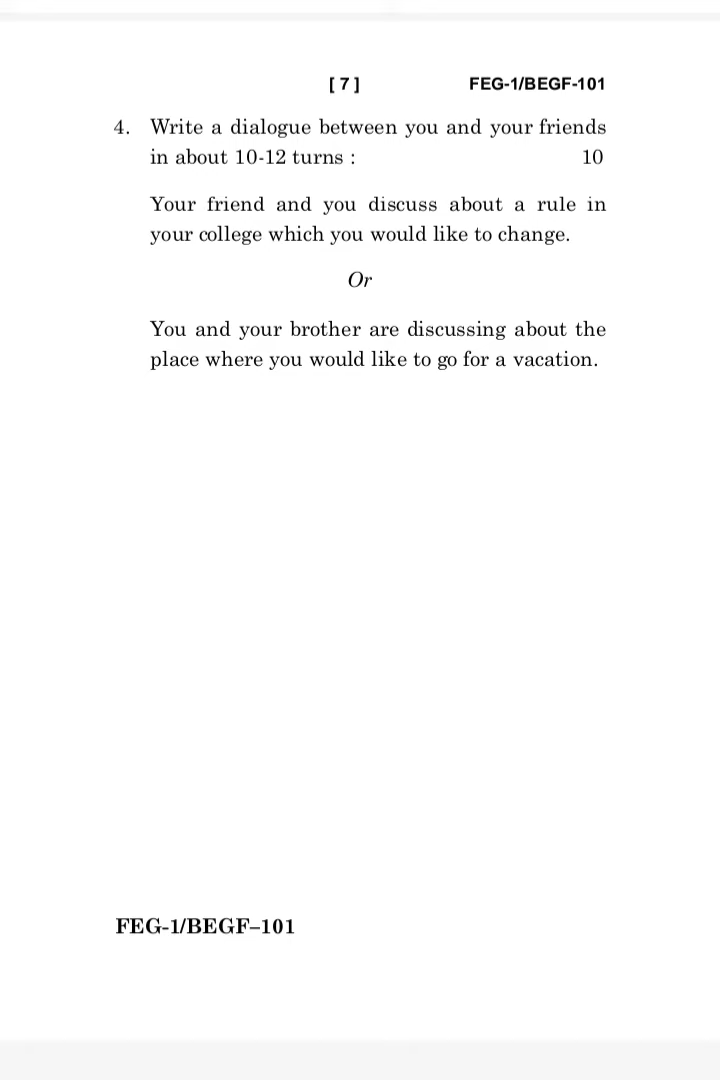 [ 7 ] FEG-1/BEGF-101
4. Write a dialogue between you and your friends
in about 10-12 turns : 10
Your friend and you discuss about a rule in
your college which you would like to change.
Or
You and your brother are discussing about the
place where you would like to go for a vacation.
FEG-1/BEGF–101